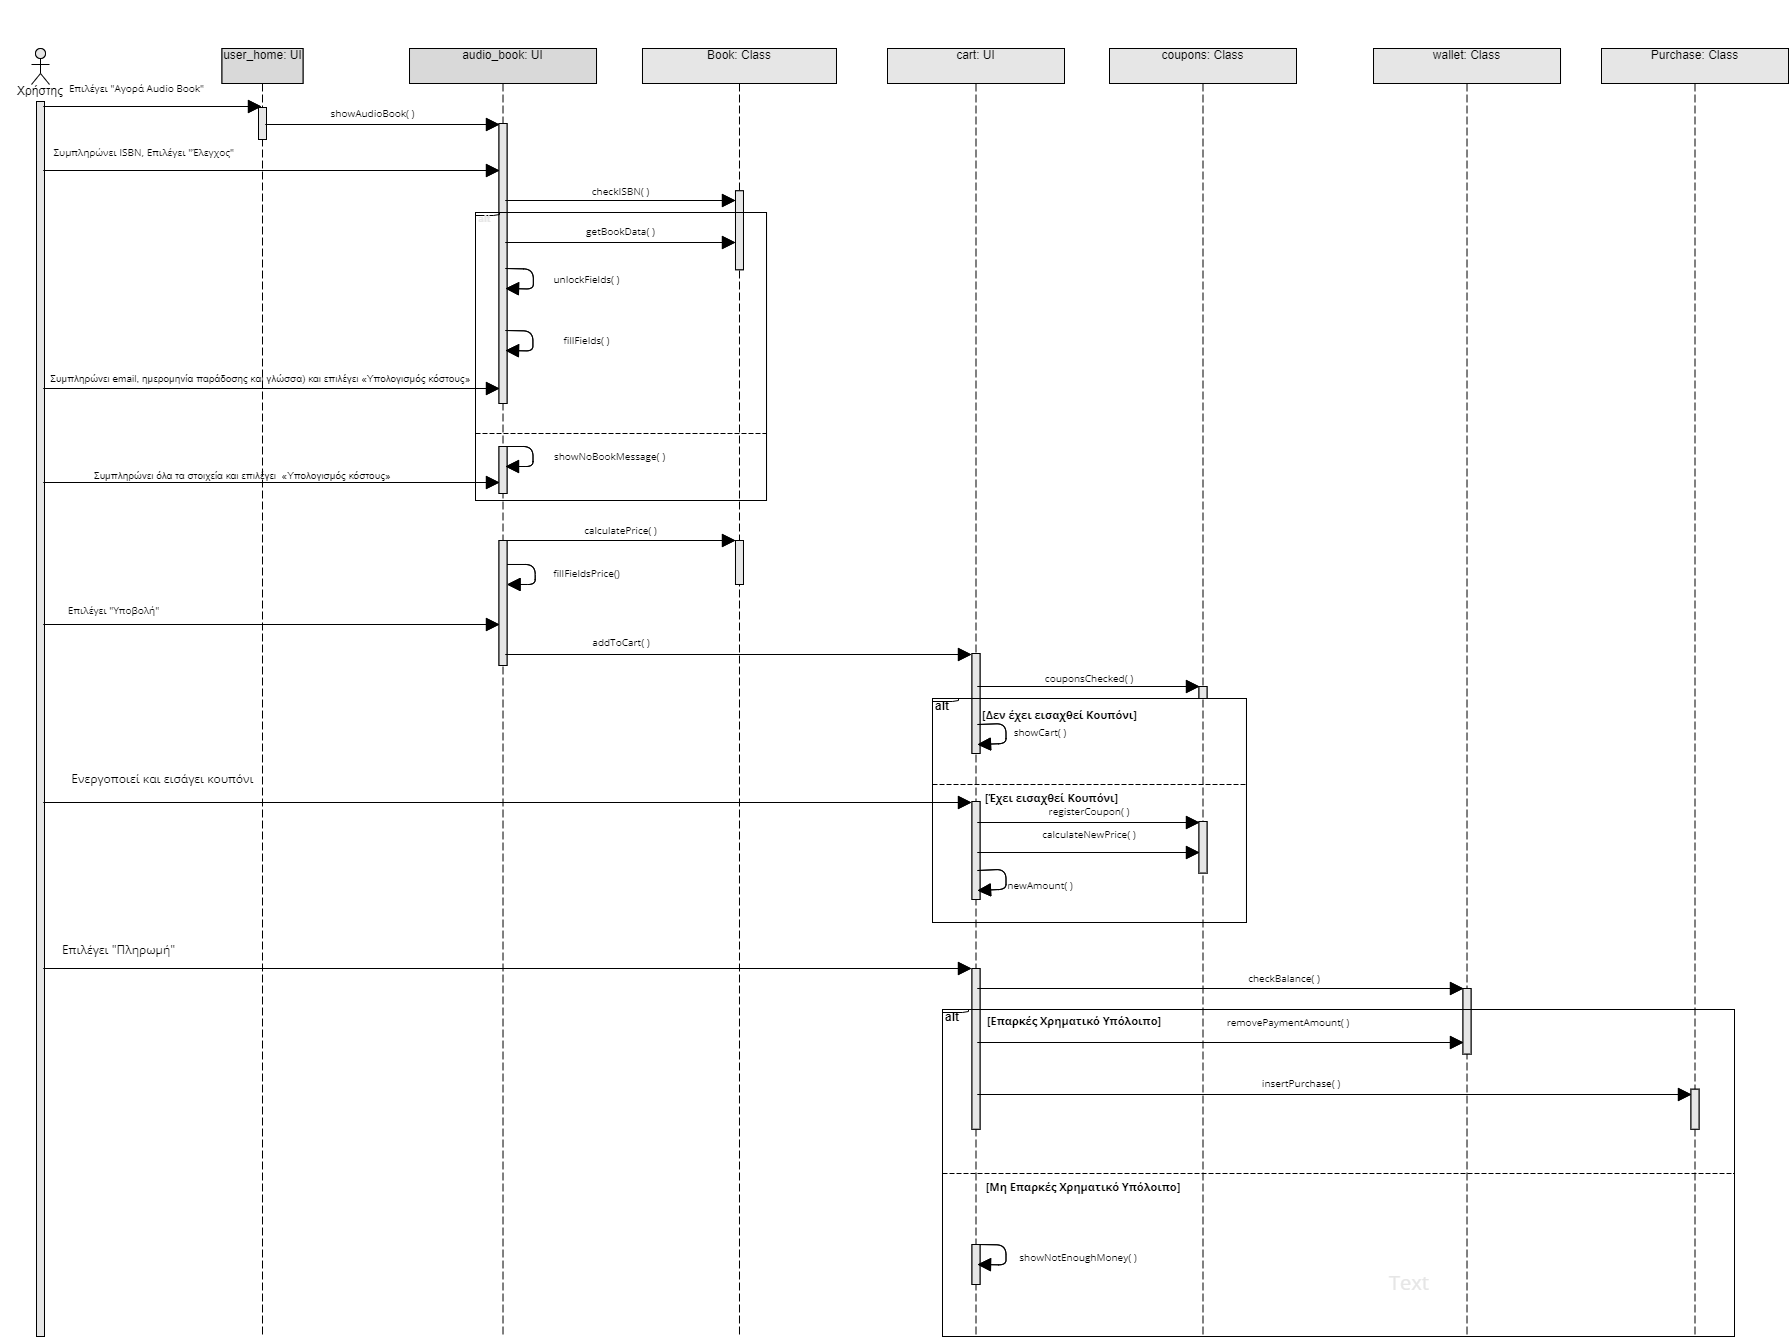 user_home: UI
audio_book: UI
Book: Class
cart: UI
coupons: Class
wallet: Class
Purchase: Class
Χρήστης
Επιλέγει "Αγορά Audio Book"
showAudioBook( )
Συμπληρώνει ISBN, Επιλέγει "Έλεγχος"
checkISBN( )
alt
getBookData( )
unlockFields( )
fillFields( )
Συμπληρώνει email, ημερομηνία παράδοσης και γλώσσα) και επιλέγει «Υπολογισμός κόστους»
showNoBookMessage( )
Συμπληρώνει όλα τα στοιχεία και επιλέγει «Υπολογισμός κόστους»
calculatePrice( )
fillFieldsPrice()
Επιλέγει "Υποβολή"
addToCart( )
couponsChecked( )
alt
[Δεν έχει εισαχθεί Κουπόνι]
showCart( )
Ενεργοποιεί και εισάγει κουπόνι
[Έχει εισαχθεί Κουπόνι]
registerCoupon( )
calculateNewPrice( )
newAmount( )
Επιλέγει "Πληρωμή"
checkBalance( )
alt
[Επαρκές Χρηματικό Υπόλοιπο]
removePaymentAmount( )
insertPurchase( )
[Μη Επαρκές Χρηματικό Υπόλοιπο]
showNotEnoughMoney( )
Text